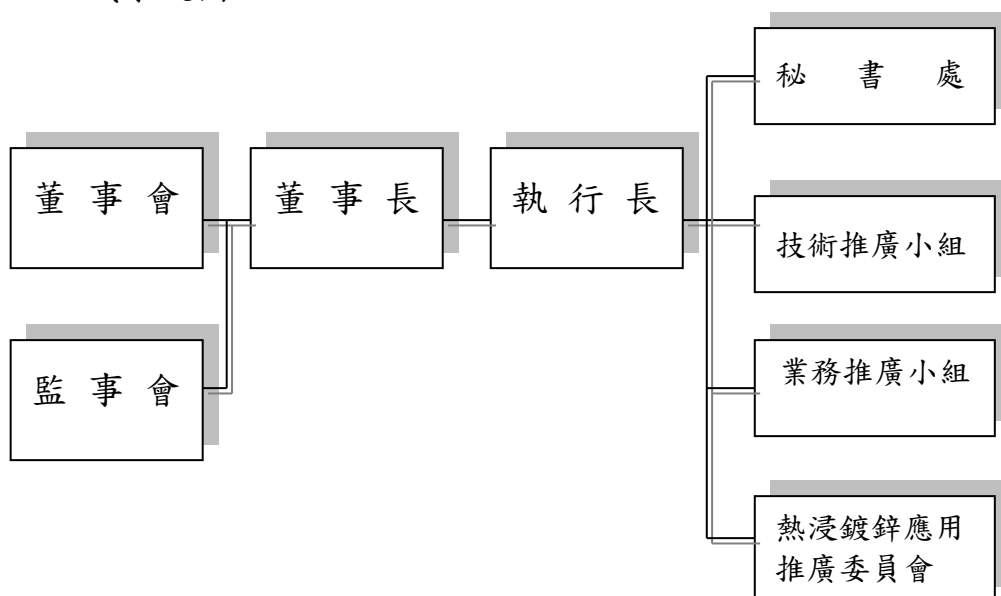 秘書處
董事會
董事長
執行長
技術推廣小組
監事會
業務推廣小組
熱浸鍍鋅應用
推廣委員會